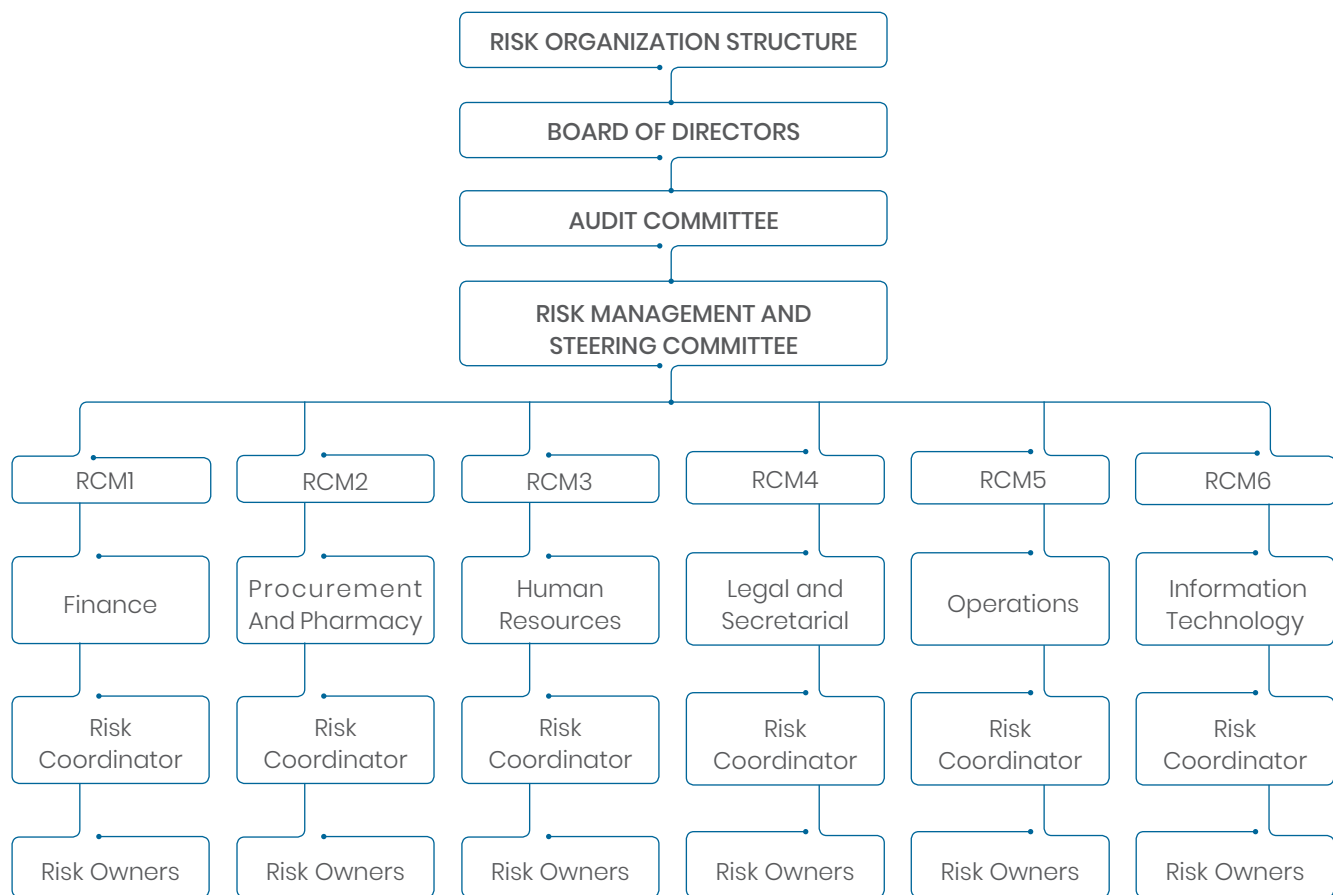 RISK ORGANIZATION STRUCTURE
BOARD OF DIRECTORS
AUDIT COMMITTEE
RISK MANAGEMENT AND
STEERING COMMITTEE
RCM1
RCM2
RCM3
RCM4
RCM5
RCM6
Finance
Procurement
And Pharmacy
Human
Resources
Legal and
Secretarial
Operations
Information
Technology
Risk
Coordinator
Risk
Coordinator
Risk
Coordinator
Risk
Coordinator
Risk
Coordinator
Risk
Coordinator
Risk Owners
Risk Owners
Risk Owners
Risk Owners
Risk Owners
Risk Owners